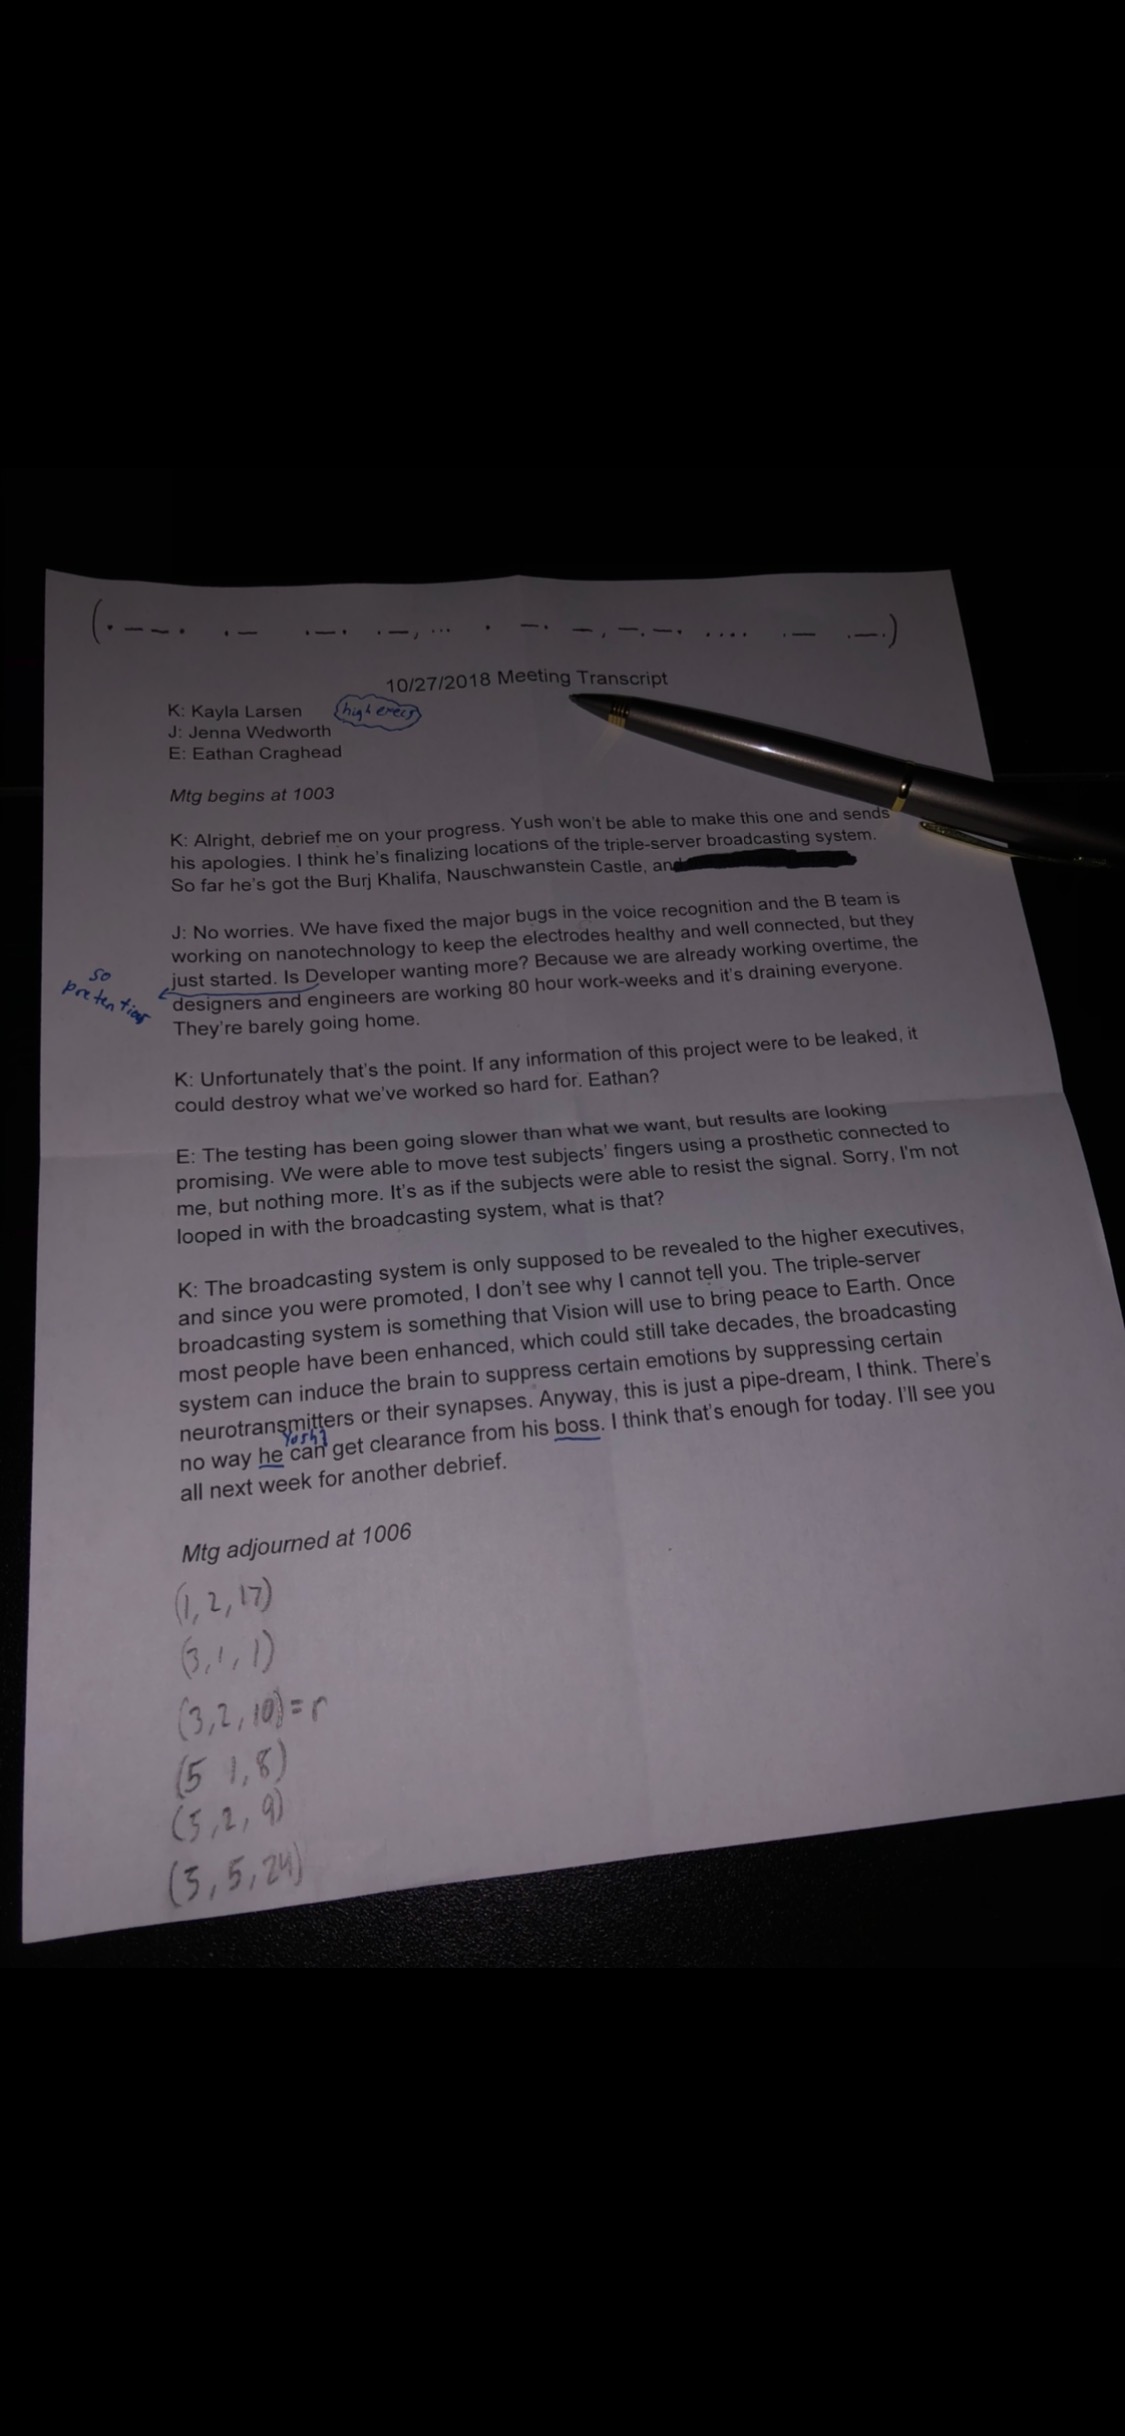 (.--. .- .-. .-, ... . -. -, -.-. .... .- .-.)
10/27/2018 Meeting Transcript
K: Kayla Larsen
high execs
J: Jenna Wedworth
E: Eathan Craghead
Mtg begins at 1003
K: Alright, debrief me on your progress. Yush won't be able to make this one and sends
his apologies. I think he's finalizing locations of the triple-server broadcasting system.
So far he's got the Burj Khalifa, Nauschwanstein Castle, and
J: No worries. We have fixed the major bugs in the voice recognition and the B team is
working on nanotechnology to keep the electrodes healthy and well connected, but they
just started. Is Developer wanting more? Because we are already working overtime, the
so
pretentious
designers and engineers are working 80 hour work-weeks and it's draining everyone.
They're barely going home.
K: Unfortunately that's the point. If any information of this project were to be leaked, it
could destroy what we've worked so hard for. Eathan?
E: The testing has been going slower than what we want, but results are looking
promising. We were able to move test subjects' fingers using a prosthetic connected to
me, but nothing more. It's as if the subjects were able to resist the signal. Sorry, I'm not
looped in with the broadcasting system, what is that?
K: The broadcasting system is only supposed to be revealed to the higher executives,
and since you were promoted, I don't see why I cannot tell you. The triple-server
broadcasting system is something that Vision will use to bring peace to Earth. Once
most people have been enhanced, which could still take decades, the broadcasting
system can induce the brain to suppress certain emotions by suppressing certain
neurotransmitters or their synapses. Anyway, this is just a pipe-dream, I think. There's
Yush?
no way he can get clearance from his boss. I think that's enough for today. I'll see you
all next week for another debrief.
Mtg adjourned at 1006
(1,2,17)
(3,1,1)
(3,2,10)=r
(5 1,8)
(5,2,9)
(5,5,24)